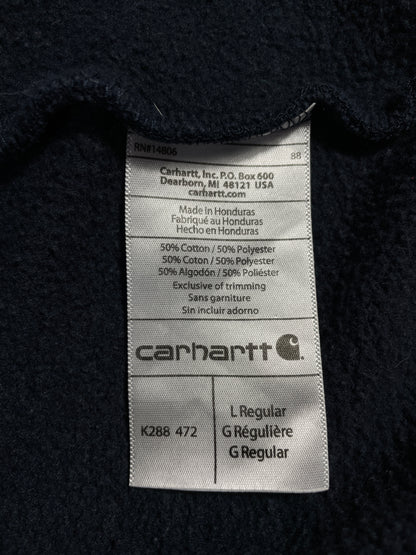 RN#14806 88
Carhartt, Inc. P.O. Box 600
Dearborn, MI 48121 USA
carhartt.com
Made in Honduras
Fabriqué au Honduras
Hecho en Honduras
50% Cotton / 50% Polyester
50% Coton / 50% Polyester
50% Algodón / 50% Poliéster
Exclusive of trimming
Sans garniture
Sin incluir adorno
carhartt
K288 472
L Regular
G Régulière
G Regular